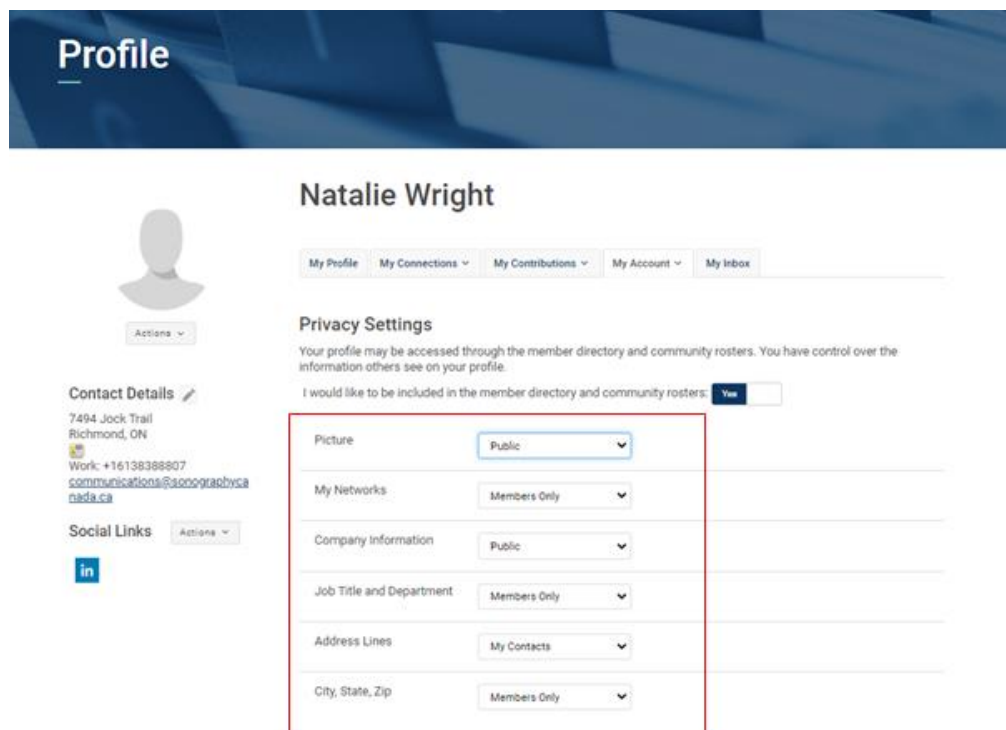 Profile
Natalie Wright
My Profile My Connections My Contributions My Account My Inbox
Actions
Privacy Settings
Your profile may be accessed through the member directory and community rosters. You have control over the
information others see on your profile.
I would like to be included in the member directory and community rosters: Yes
Contact Details
7494 Jock Trail
Richmond, ON
Work: +16138388807
communications@sonographyca
nada.ca
Social Links Actions
in
Picture Public
My Networks Members Only
Company Information Public
Job Title and Department Members Only
Address Lines My Contacts
City, State, Zip Members Only